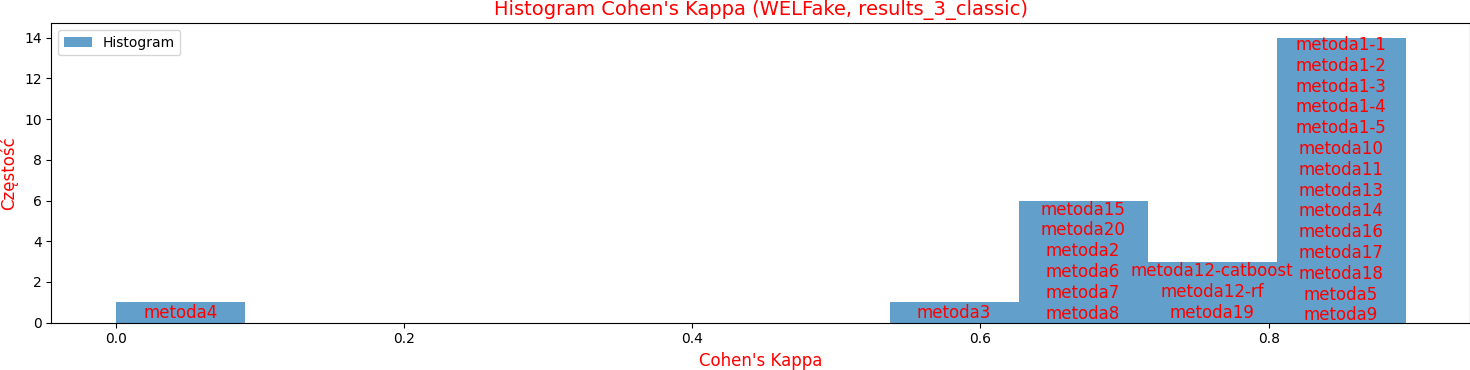 Histogram Cohen's Kappa (WELFake, results_3_classic)
Histogram
Częstość
14
12
10
8
6
4
2
0
metoda4
metoda3
metoda15
metoda20
metoda2
metoda6
metoda7
metoda8
metoda12-catboost
metoda12-rf
metoda19
metoda1-1
metoda1-2
metoda1-3
metoda1-4
metoda1-5
metoda10
metoda11
metoda13
metoda14
metoda16
metoda17
metoda18
metoda5
metoda9
0.0
0.2
0.4
0.6
0.8
Cohen's Kappa